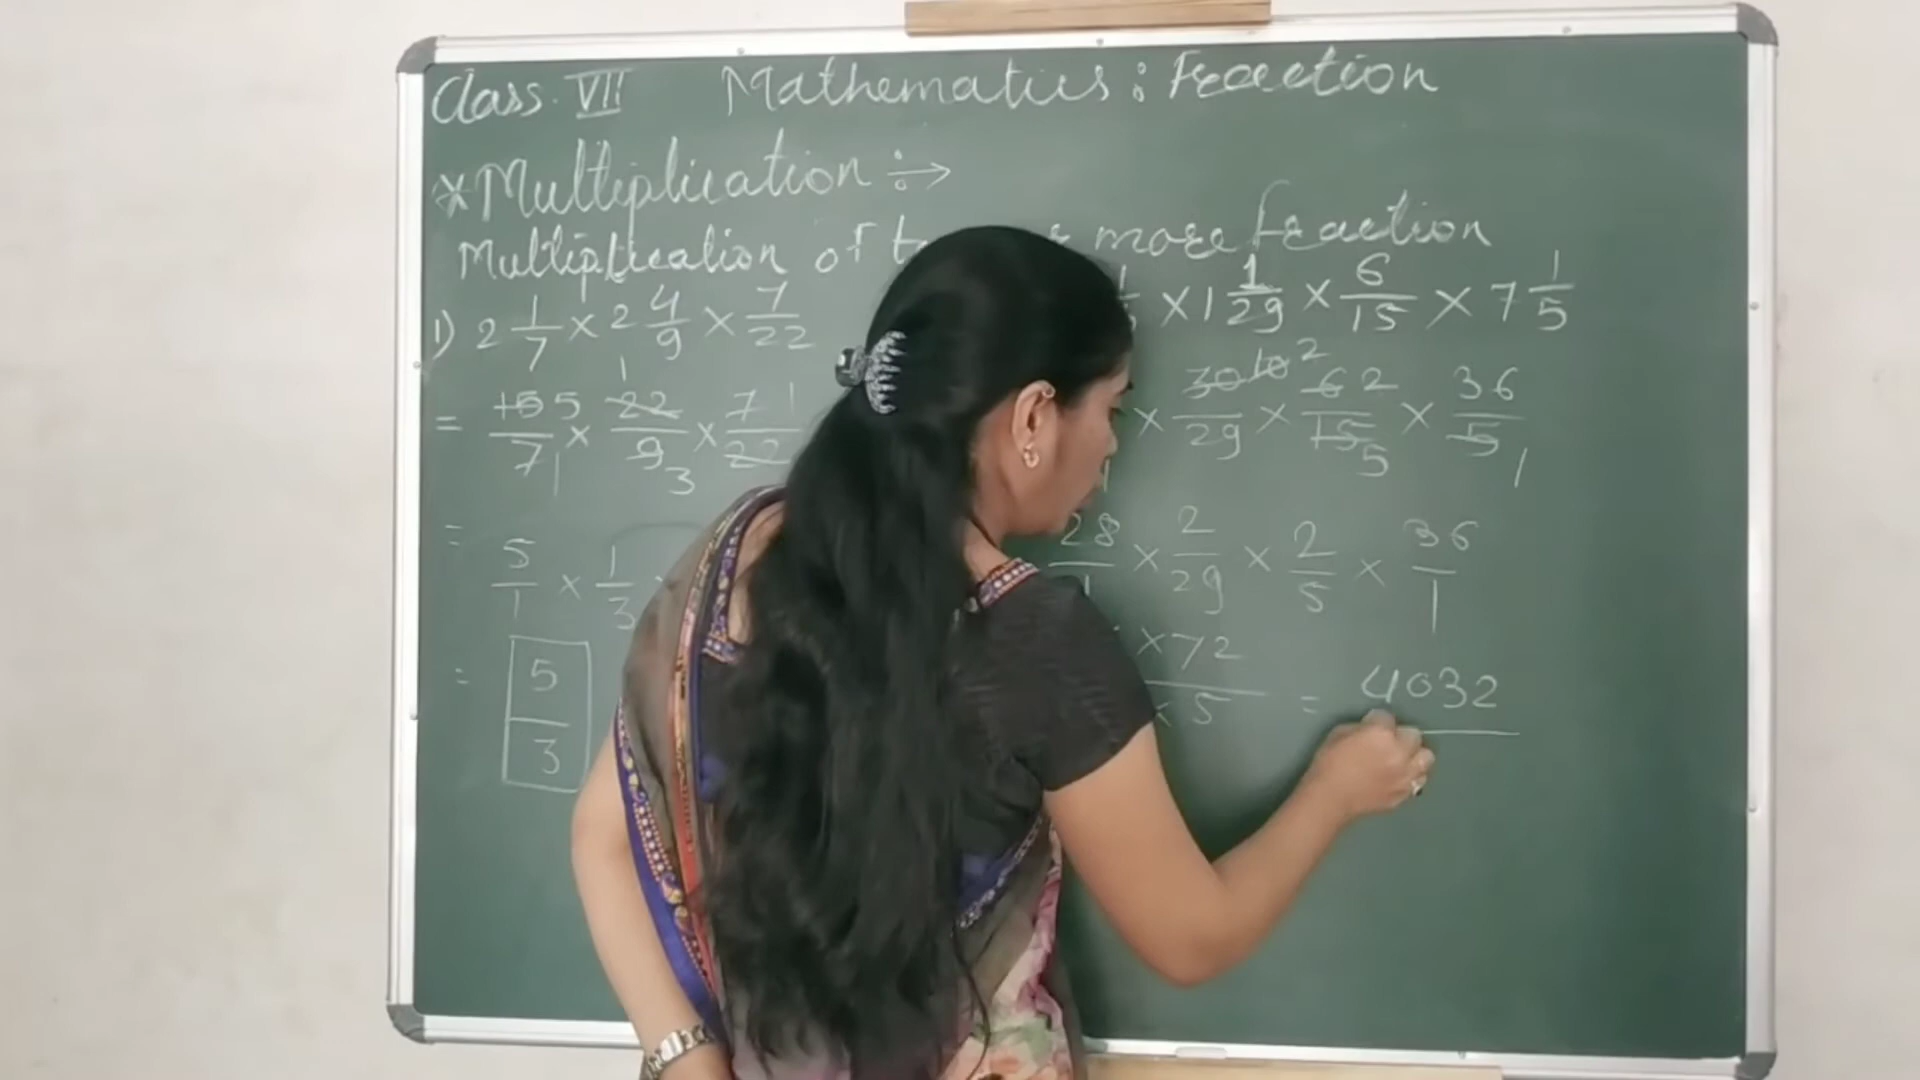 Class VII Mathematics: Fraction
* Multiplication ÷→
Multiplication of more fraction
1) 2 1/7 × 2 4/9 × 7/22
= 15 5/7 1 × 1 22/9 3 × 7 1/22
= 5/1 × 1/3
= 5/3
× 1 1/29 × 6/15 × 7 1/5
× 30 10 2/29 × 6 2/15 5 × 36/5 1
28/1 × 2/29 × 2/5 × 36/1
× 72/× 5 = 4032